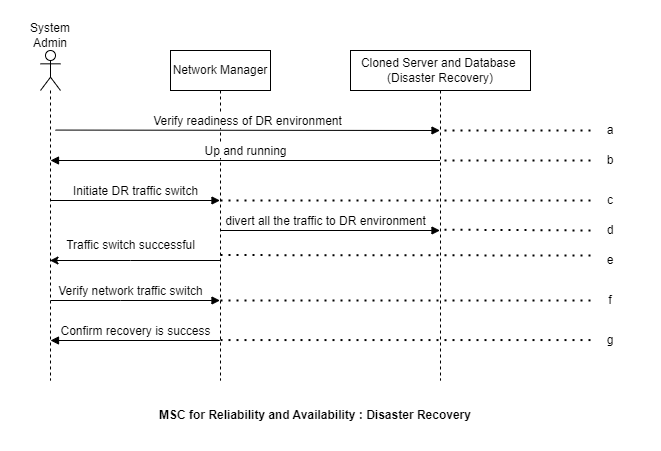 System
Admin
Network Manager
Cloned Server and Database
(Disaster Recovery)
Verify readiness of DR environment
a
Up and running
b
Initiate DR traffic switch
c
divert all the traffic to DR environment
d
Traffic switch successful
e
Verify network traffic switch
f
Confirm recovery is success
g
MSC for Reliability and Availability : Disaster Recovery